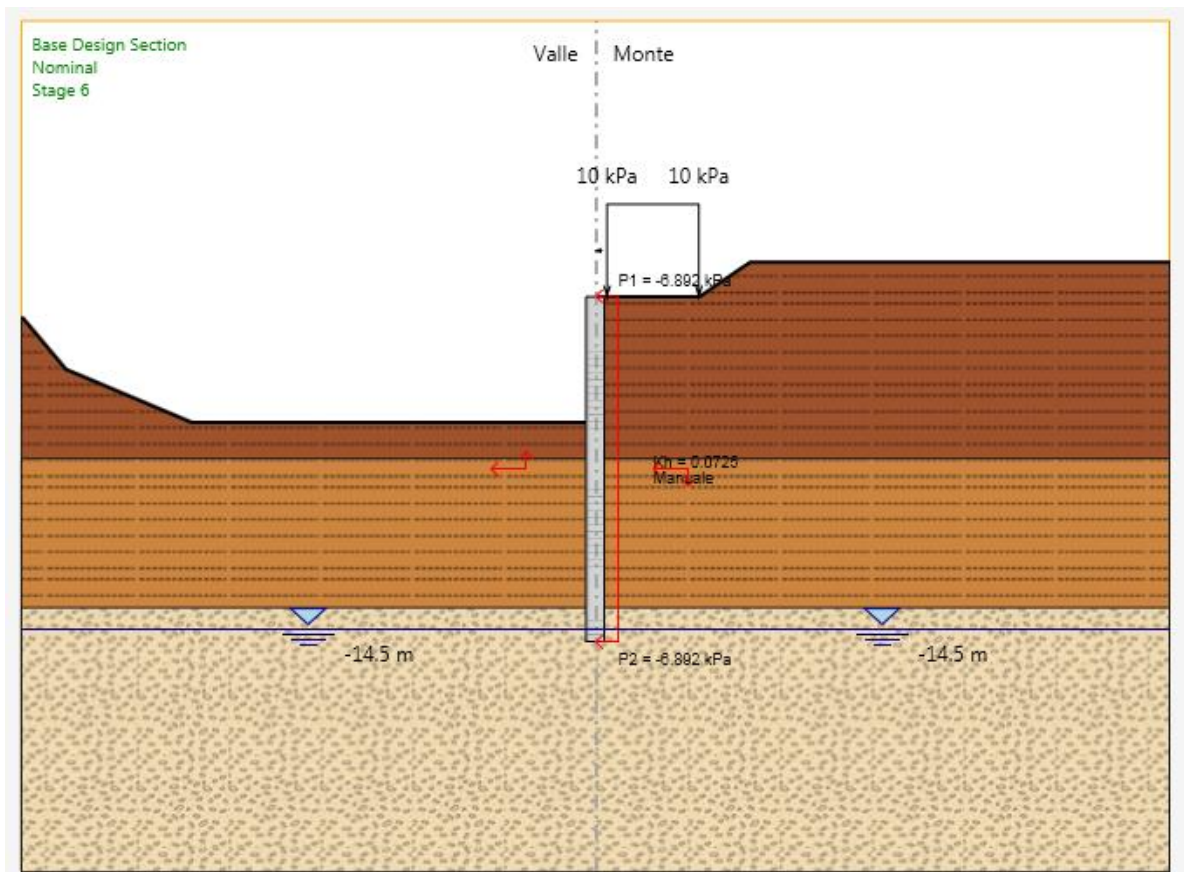 Base Design Section
Nominal
Stage 6
Valle Monte
10 kPa 10 kPa
P1 = -6.892 kPa
Kh = 0.0725
Manuale
-14.5 m -14.5 m
P2 = -6.892 kPa